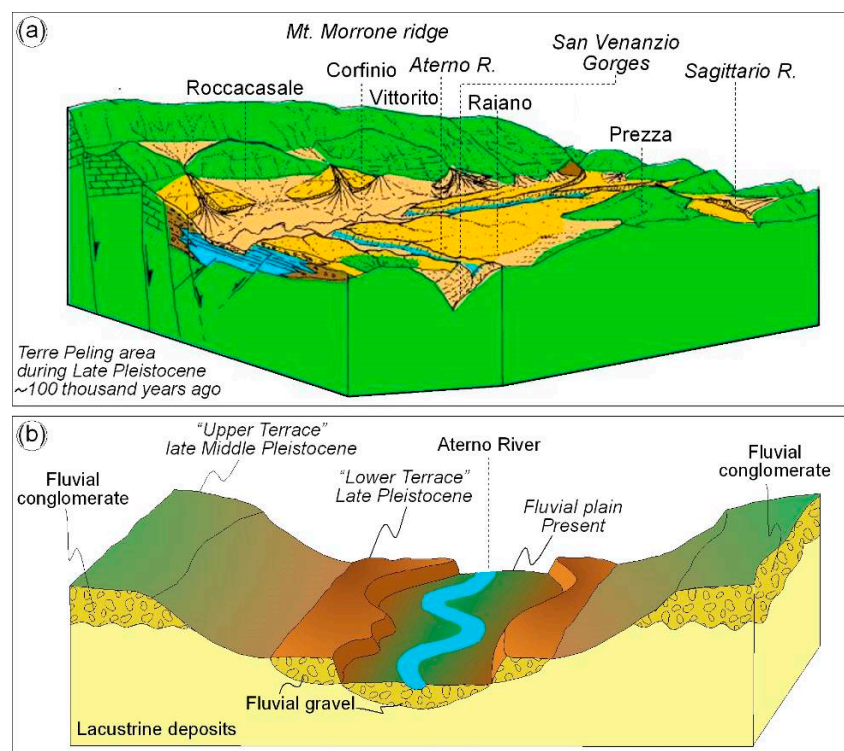 (a)
Mt. Morrone ridge
San Venanzio
Gorges
Corfinio
Aterno R.
Sagittario R.
Roccacasale
Vittorito
Raiano
Prezza
Terre Peling area
during Late Pleistocene
~100 thousand years ago
(b)
"Upper Terrace"
late Middle Pleistocene
Aterno River
Fluvial
conglomerate
Fluvial
conglomerate
"Lower Terrace"
Late Pleistocene
Fluvial plain
Present
Fluvial gravel
Lacustrine deposits